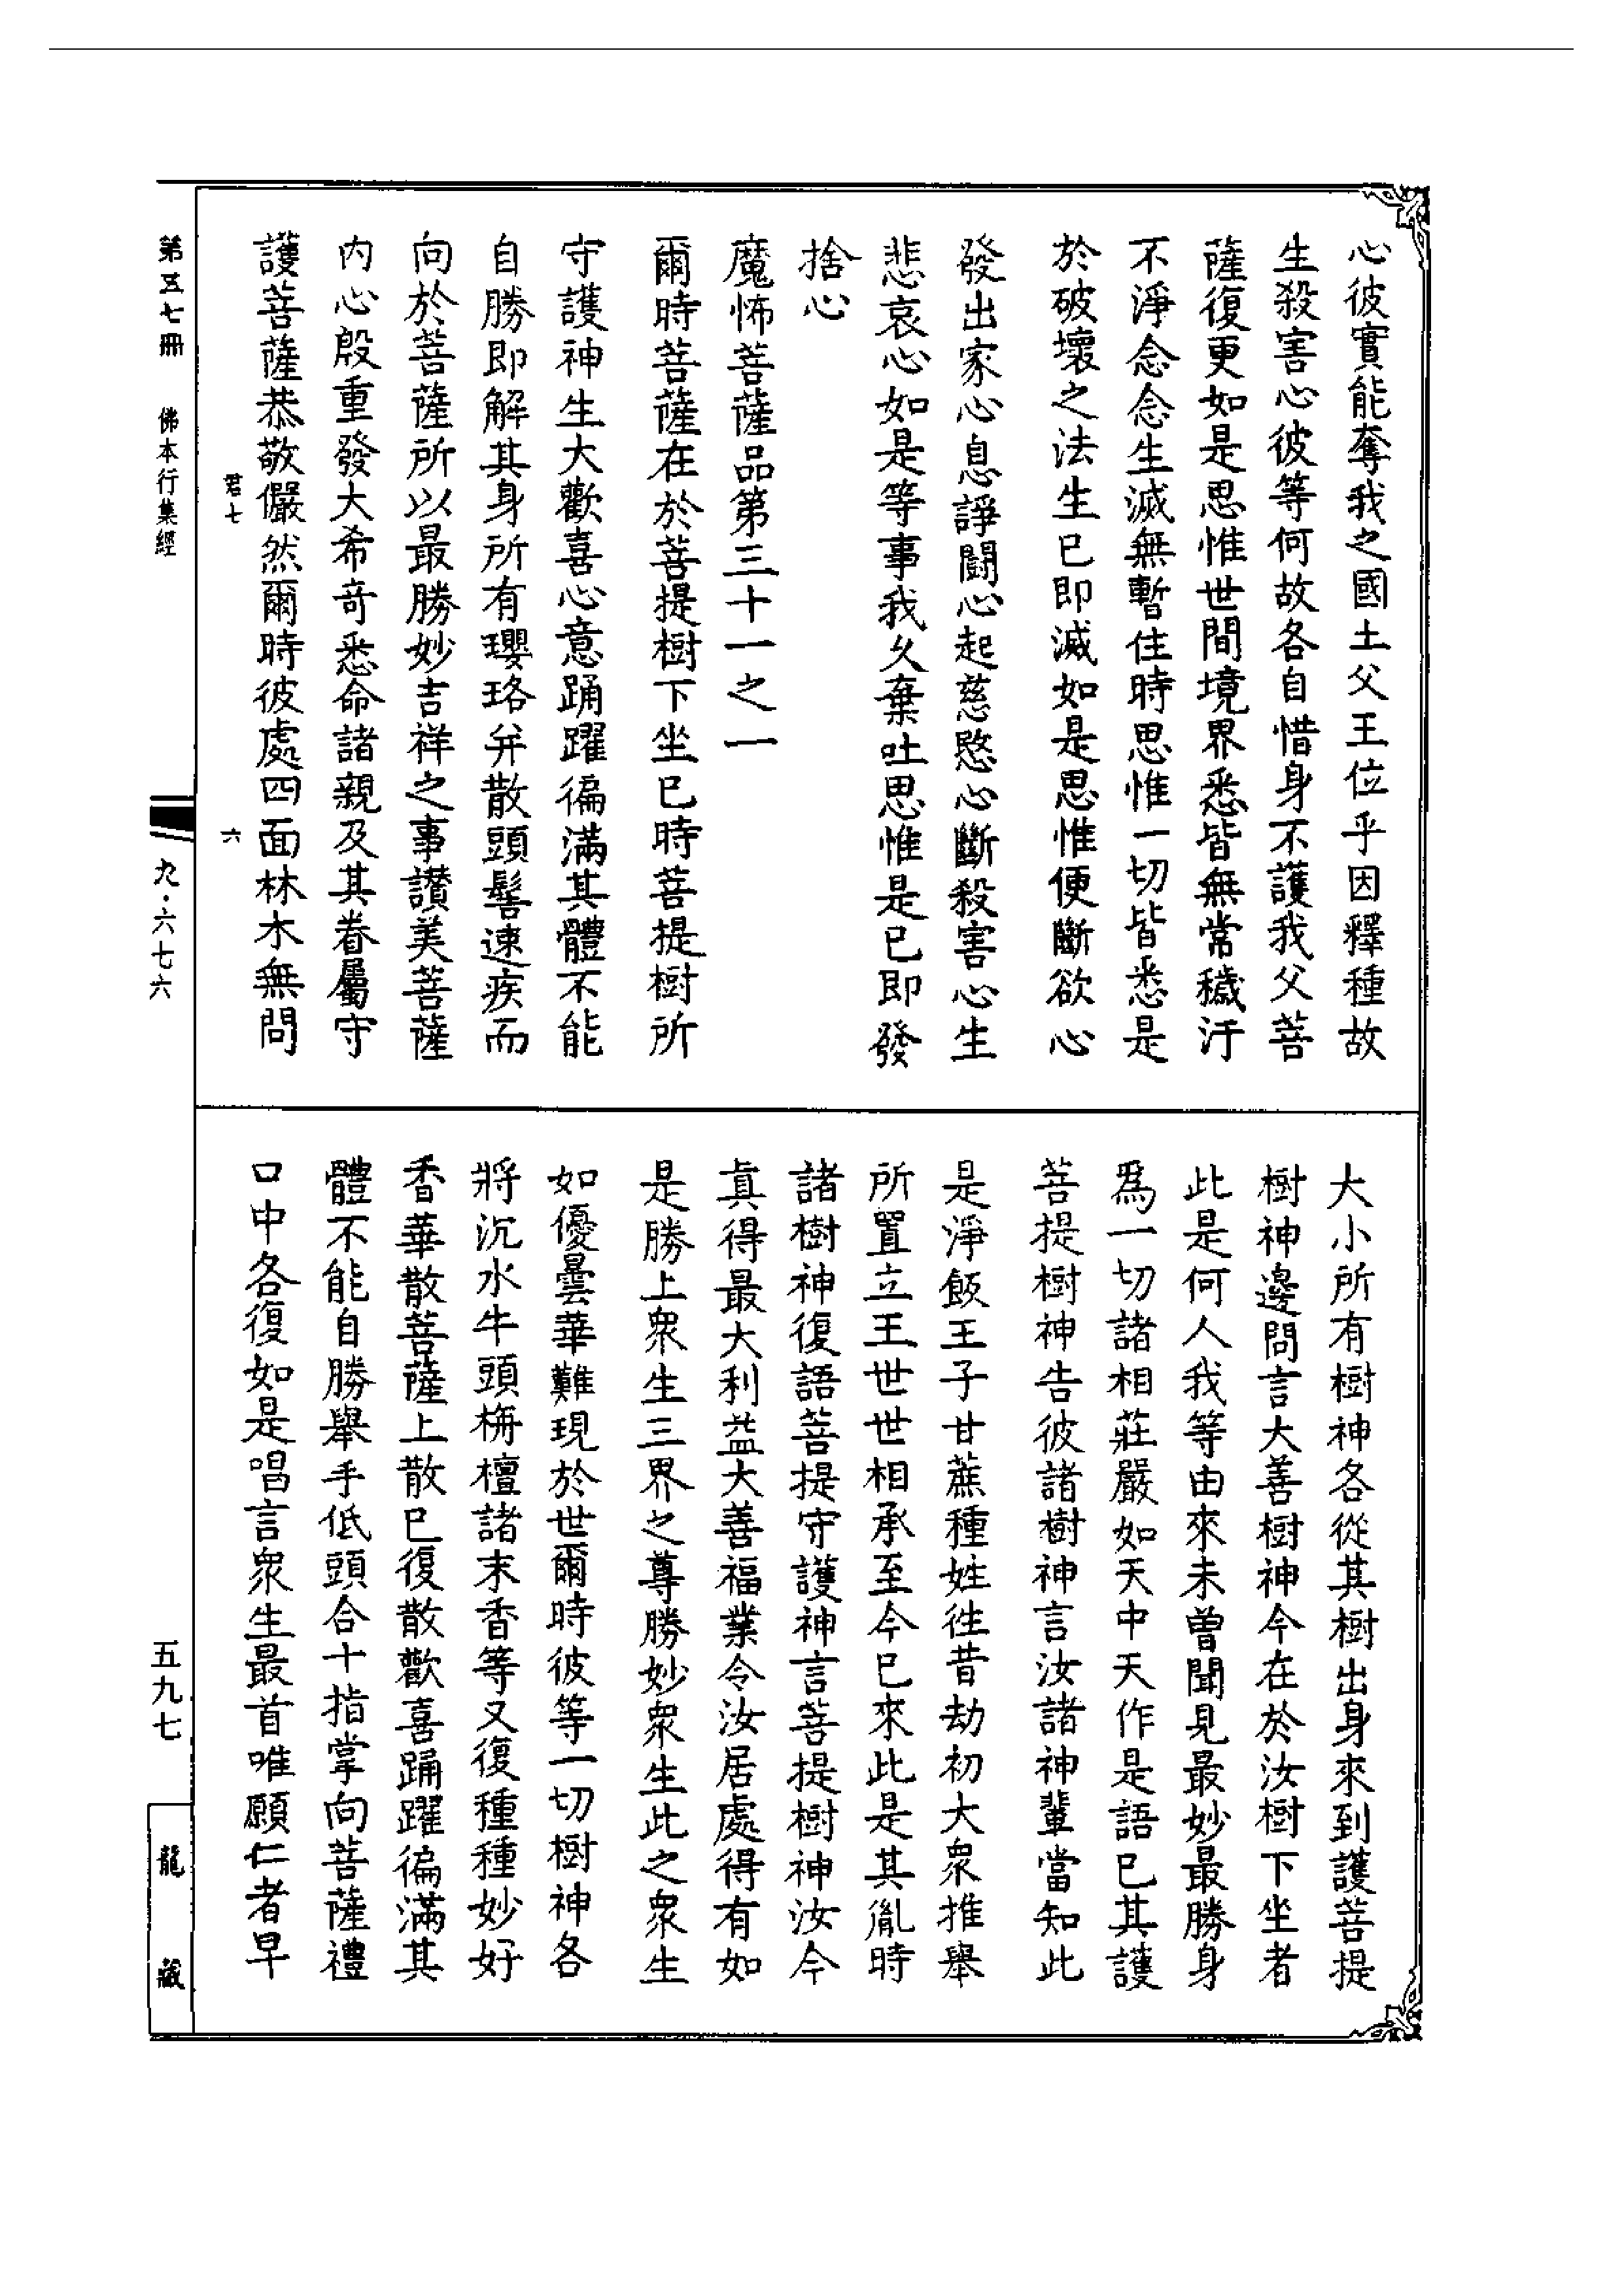 心彼實能奪我之國土父王位乎因釋種故
生殺害心彼等何故各自惜身不護我父菩
薩復更如是思惟世間境界悉皆無常穢汙
不淨念念生滅無暫住時思惟一切皆悉是
於破壞之法生已即滅如是思惟便斷欲心
發出家心息諍鬪心起慈愍心斷殺害心生
悲哀心如是等事我久棄吐思惟是已即發
捨心
魔怖菩薩品第三十一之一
爾時菩薩在於菩提樹下坐已時菩提樹所
守護神生大歡喜心意踊躍徧滿其體不能
自勝即解其身所有瓔珞并散頭髻速疾而
向於菩薩所以最勝妙吉祥之事讚美菩薩
內心殷重發大希奇悉命諸親及其眷屬守
護菩薩恭敬儼然爾時彼處四面林木無問
大小所有樹神各從其樹出身來到護菩提
樹神邊問言大善樹神今在於汝樹下坐者
此是何人我等由來未曾聞見最妙最勝身
爲一切諸相莊嚴如天中天作是語已其護
菩提樹神告彼諸樹神言汝諸神輩當知此
是淨飯王子甘蔗種姓徃昔劫初大眾推舉
所置立王世世相承至今已來此是其胤時
諸樹神復語菩提守護神言菩提樹神汝今
真得最大利益大善福業令汝居處得有如
是勝上眾生三界之尊勝妙眾生此之眾生
如優曇華難現於世爾時彼等一切樹神各
將沉水牛頭栴檀諸末香等又復種種妙好
香華散菩薩上散已復散歡喜踊躍徧滿其
體不能自勝舉手低頭合十指掌向菩薩禮
口中各復如是唱言眾生最首唯願仁者早
君七
六
第五七冊 佛本行集經
九·六七六
五九七
龍藏